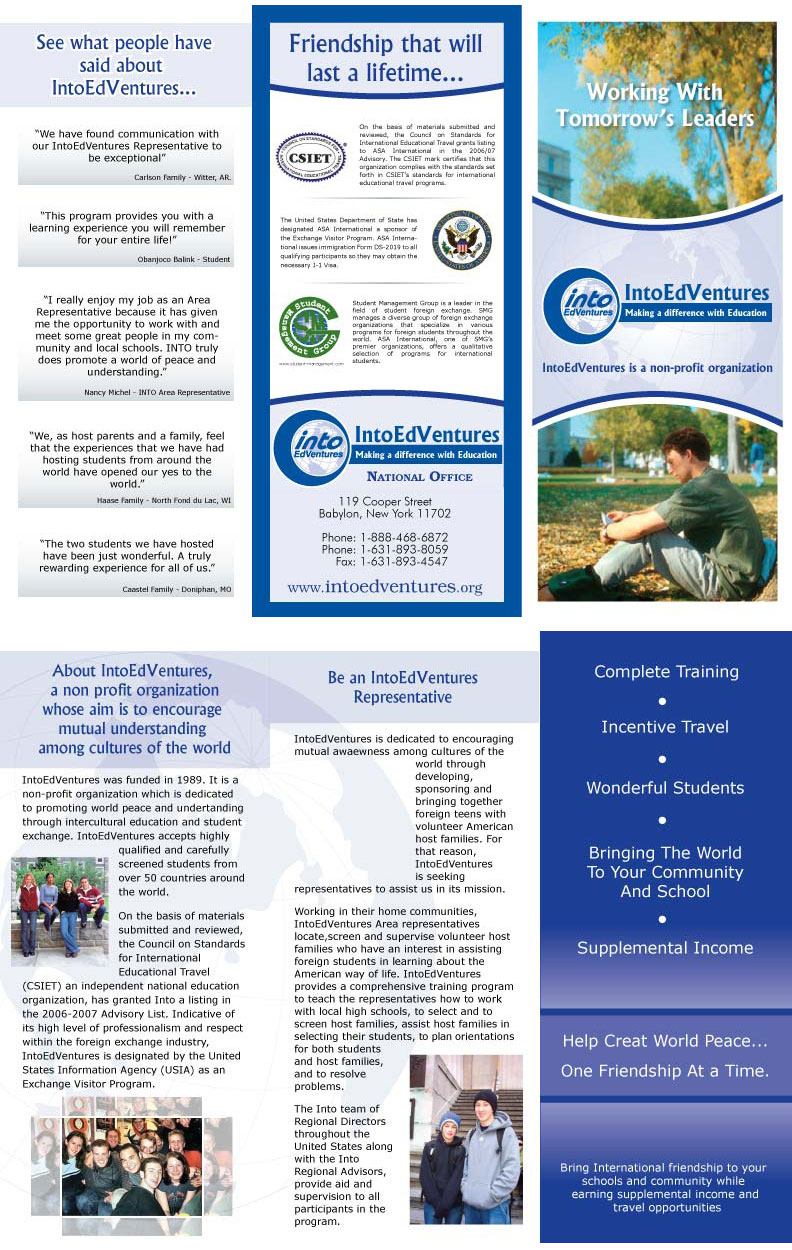 See what people have
said about
IntoEdVentures...
“We have found communication with
our IntoEdVentures Representative to
be exceptional”
Carlson Family - Witter, AR.
“This program provides you with a
learning experience you will remember
for your entire life!”
Obanjoco Balink - Student
“I really enjoy my job as an Area
Representative because it has given
me the opportunity to work with and
meet some great people in my com-
munity and local schools. INTO truly
does promote a world of peace and
understanding.”
Nancy Michel - INTO Area Representative
“We, as host parents and a family, feel
that the experiences that we have had
hosting students from around the
world have opened our yes to the
world.”
Haase Family - North Fond du Lac, WI
“The two students we have hosted
have been just wonderful. A truly
rewarding experience for all of us.”
Caastel Family - Doniphan, MO
Friendship that will
last a lifetime...
CSIET
On the basis of materials submitted and
reviewed, the Council on Standards for
International Educational Travel grants listing
to ASA International in the 2006/07
Advisory. The CSIET mark certifies that this
organization complies with the standards set
forth in CSIET's standards for international
educational travel programs.
The United States Department of State has
designated ASA International a sponsor of
the Exchange Visitor Program. ASA Interna-
tional issues immigration Form DS-2019 to all
qualifying participants so they may obtain the
necessary J-1 Visa.
Student
Management Group
SMG
www.student-management.com
Student Management Group is a leader in the
field of student foreign exchange. SMG
manages a diverse group of foreign exchange
organizations that specialize in various
programs for foreign students throughout the
world. ASA International, one of SMG's
premier organizations, offers a qualitative
selection of programs for international
students.
into
EdVentures
IntoEdVentures
Making a difference with Education
NATIONAL OFFICE
119 Cooper Street
Babylon, New York 11702
Phone: 1-888-468-6872
Phone: 1-631-893-8059
Fax: 1-631-893-4547
www.intoedventures.org
Working With
Tomorrow's Leaders
into
EdVentures
IntoEdVentures
Making a difference with Education
IntoEdVentures is a non-profit organization
About IntoEdVentures,
a non profit organization
whose aim is to encourage
mutual understanding
among cultures of the world
IntoEdVentures was funded in 1989. It is a
non-profit organization which is dedicated
to promoting world peace and undertanding
through intercultural education and student
exchange. IntoEdVentures accepts highly
qualified and carefully
screened students from
over 50 countries around
the world.
On the basis of materials
submitted and reviewed,
the Council on Standards
for International
Educational Travel
(CSIET) an independent national education
organization, has granted Into a listing in
the 2006-2007 Advisory List. Indicative of
its high level of professionalism and respect
within the foreign exchange industry,
IntoEdVentures is designated by the United
States Information Agency (USIA) as an
Exchange Visitor Program.
Be an IntoEdVentures
Representative
IntoEdVentures is dedicated to encouraging
mutual awaewness among cultures of the
world through
developing,
sponsoring and
bringing together
foreign teens with
volunteer American
host families. For
that reason,
IntoEdVentures
is seeking
representatives to assist us in its mission.
Working in their home communities,
IntoEdVentures Area representatives
locate,screen and supervise volunteer host
families who have an interest in assisting
foreign students in learning about the
American way of life. IntoEdVentures
provides a comprehensive training program
to teach the representatives how to work
with local high schools, to select and to
screen host families, assist host families in
selecting their students, to plan orientations
for both students
and host families,
and to resolve
problems.
The Into team of
Regional Directors
throughout the
United States along
with the Into
Regional Advisors,
provide aid and
supervision to all
participants in the
program.
Complete Training
•
Incentive Travel
•
Wonderful Students
•
Bringing The World
To Your Community
And School
•
Supplemental Income
Help Creat World Peace...
One Friendship At a Time.
Bring International friendship to your
schools and community while
earning supplemental income and
travel opportunities